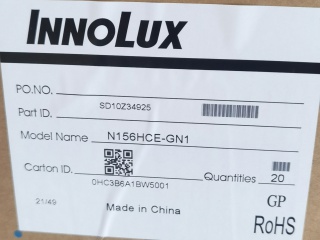 INNOLUX
PO.NO.
Part ID. SD10Z34925
Model Name N156HCE-GN1
Carton ID. 0HC3B6A1BW5001 Quantities 20
21/49 Made in China GP
RoHS